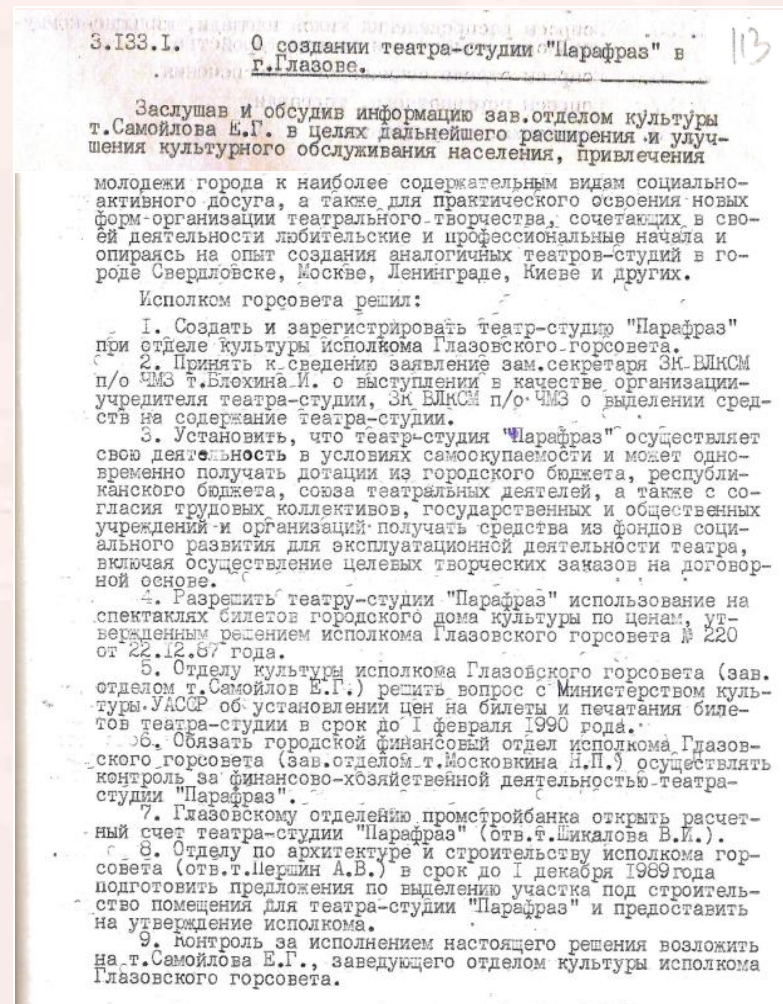 113
3.133.1. О создании театра-студии "Парафраз" в
г.Глазове.
Заслушав и обсудив информацию зав.отделом культуры
т.Самойлова Е.Г. в целях дальнейшего расширения и улуч-
шения культурного обслуживания населения, привлечения
молодежи города к наиболее содержательным видам социально-
активного досуга, а также для практического освоения новых
форм-организации театрального творчества, сочетающих в сво-
ей деятельности любительские и профессиональные начала и
опираясь на опыт создания аналогичных театров-студий в го-
роде Свердловске, Москве, Ленинграде, Киеве и других.
Исполком горсовета решил:
1. Создать и зарегистрировать театр-студию "Парафраз"
при отделе культуры исполкома Глазовского горсовета.
2. Принять к сведению заявление зам.секретаря ЗК ВЛКСМ
п/о ЧМЗ т.Блохина И. о выступлении в качестве организации-
учредителя театра-студии, ЗК ВЛКСМ п/о ЧМЗ о выделении сред-
ств на содержание театра-студии.
3. Установить, что театр-студия "Парафраз" осуществляет
свою деятельность в условиях самоокупаемости и может одно-
временно получать дотации из городского бюджета, республи-
канского бюджета, союза театральных деятелей, а также с со-
гласия трудовых коллективов, государственных и общественных
учреждений и организаций получать средства из фондов соци-
ального развития для эксплуатационной деятельности театра,
включая осуществление целевых творческих заказов на договор-
ной основе.
4. Разрешить театру-студии "Парафраз" использование на
спектаклях билетов городского дома культуры по ценам, ут-
вержденным решением исполкома Глазовского горсовета № 220
от 22.12.87 года.
5. Отделу культуры исполкома Глазовского горсовета (зав.
отделом т.Самойлов Е.Г.) решить вопрос с Министерством куль-
туры УАССР об установлении цен на билеты и печатания биле-
тов театра-студии в срок до 1 февраля 1990 года.
6. Обязать городской финансовый отдел исполкома Глазов-
ского горсовета (зав.отделом т.Московкина Н.П.) осуществлять
контроль за финансово-хозяйственной деятельностью театра-
студии "Парафраз".
7. Глазовскому отделению промстройбанка открыть расчет-
ный счет театра-студии "Парафраз" (отв.т.Шикалова В.И.).
8. Отделу по архитектуре и строительству исполкома гор-
совета (отв.т.Першин А.В.) в срок до 1 декабря 1989 года
подготовить предложения по выделению участка под строитель-
ство помещения для театра-студии "Парафраз" и предоставить
на утверждение исполкома.
9. Контроль за исполнением настоящего решения возложить
на т.Самойлова Е.Г., заведующего отделом культуры исполкома
Глазовского горсовета.